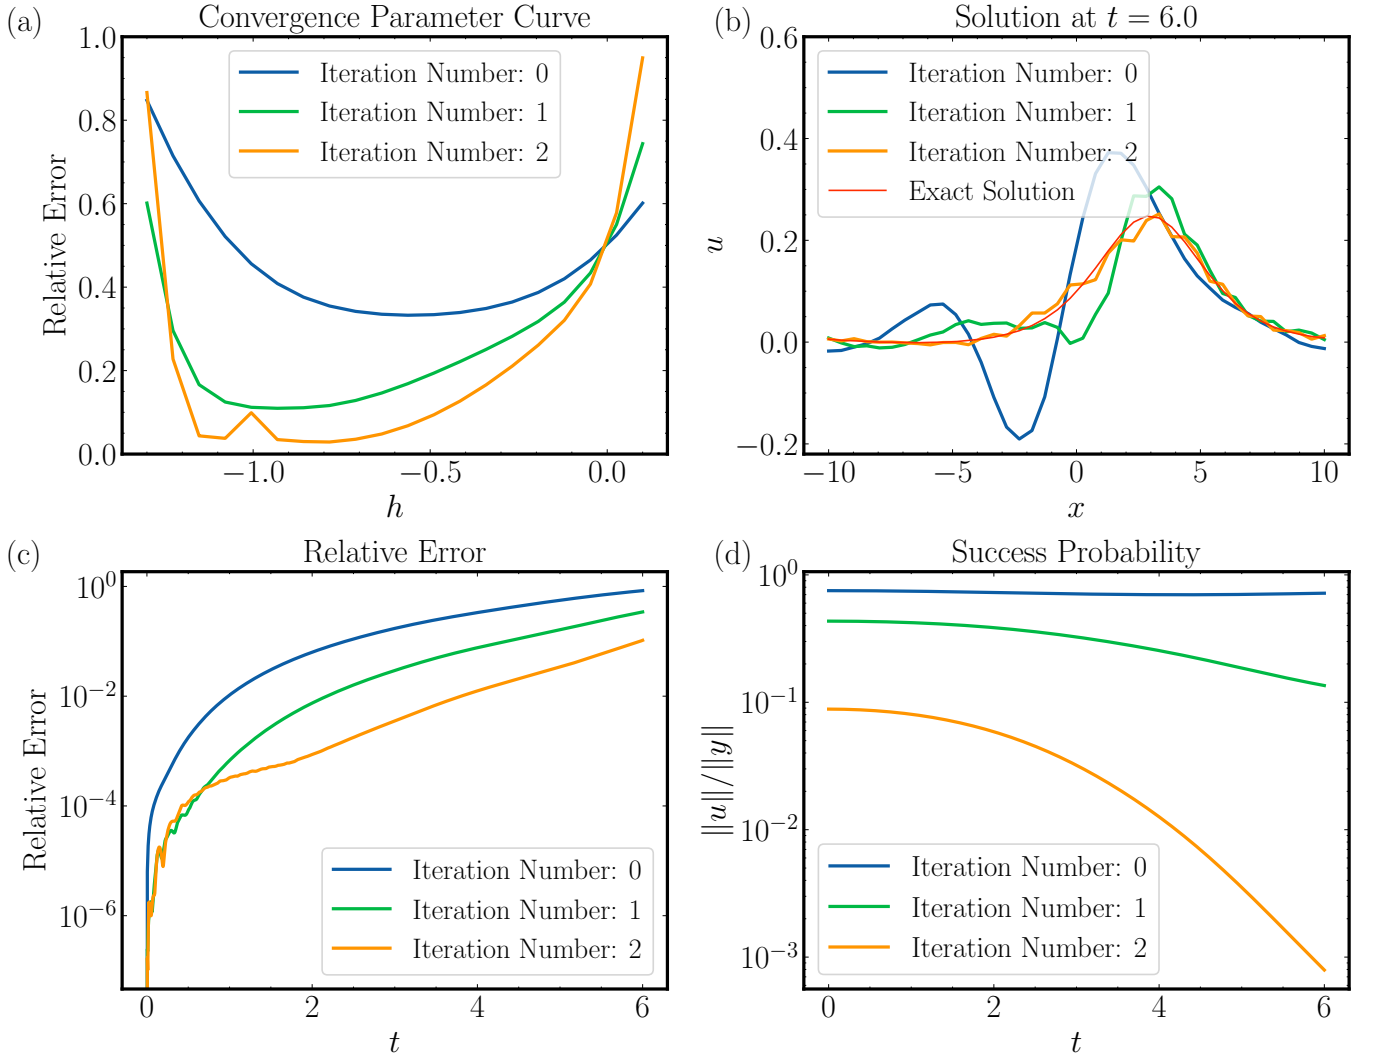 (a)
Convergence Parameter Curve
1.0
0.8
0.6
0.4
0.2
0.0
Relative Error
Iteration Number: 0
Iteration Number: 1
Iteration Number: 2
−1.0
−0.5
0.0
h
(b)
Solution at t = 6.0
0.6
0.4
0.2
0.0
−0.2
u
Iteration Number: 0
Iteration Number: 1
Iteration Number: 2
Exact Solution
−10
−5
0
5
10
x
(c)
Relative Error
10^0
10^−2
10^−4
10^−6
Relative Error
Iteration Number: 0
Iteration Number: 1
Iteration Number: 2
0
2
4
6
t
(d)
Success Probability
10^0
10^−1
10^−2
10^−3
||u||/||y||
Iteration Number: 0
Iteration Number: 1
Iteration Number: 2
0
2
4
6
t